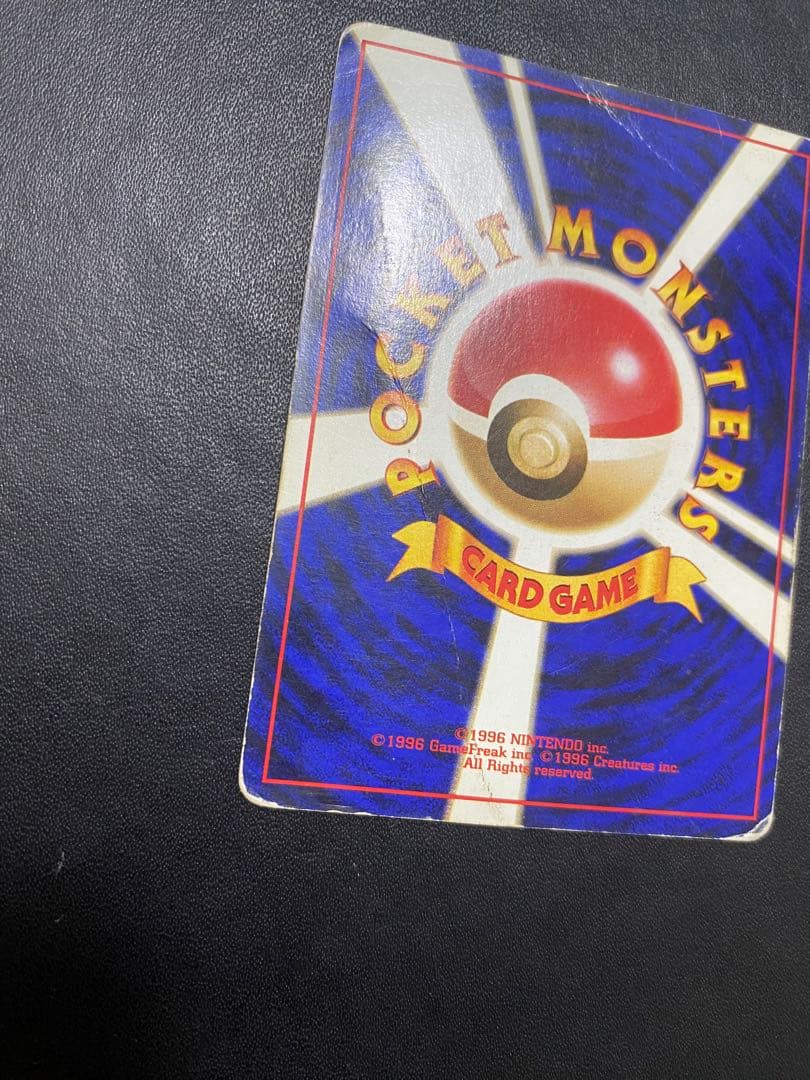 POCKET MONSTERS
CARD GAME
©1996 NINTENDO inc.
©1996 GameFreak inc. ©1996 Creatures inc.
All Rights reserved.